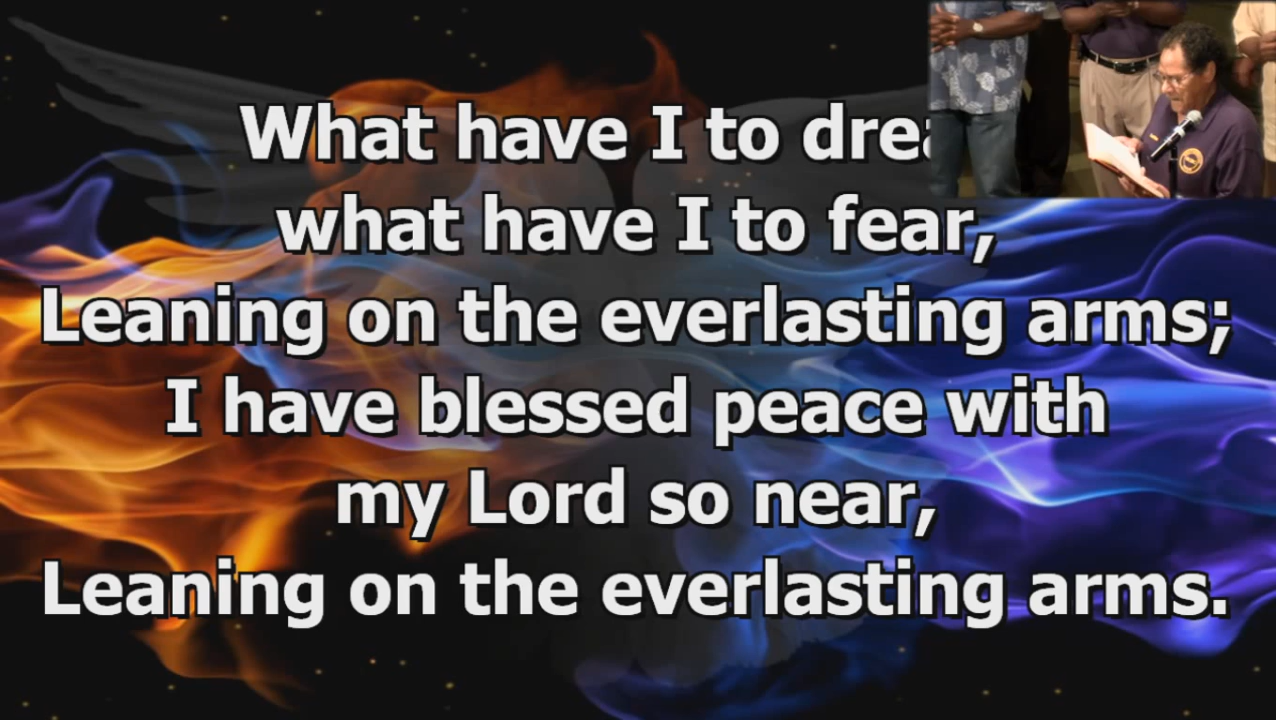 What have I to drea
what have I to fear,
Leaning on the everlasting arms;
I have blessed peace with
my Lord so near,
Leaning on the everlasting arms.